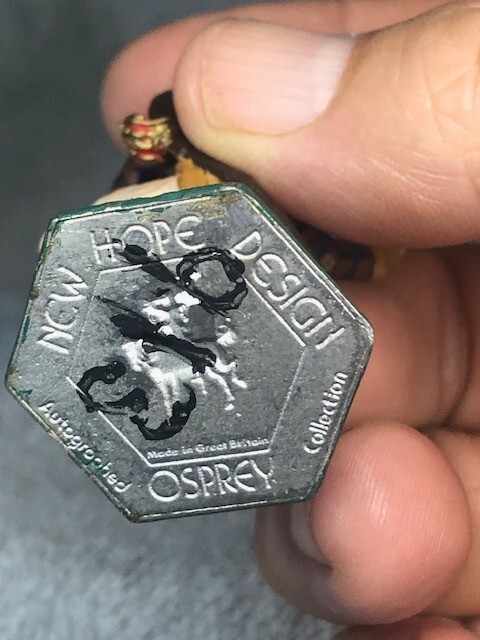 NEW HOPE DESIGN
Autographed Collection
Made in Great Britain
OSPREY